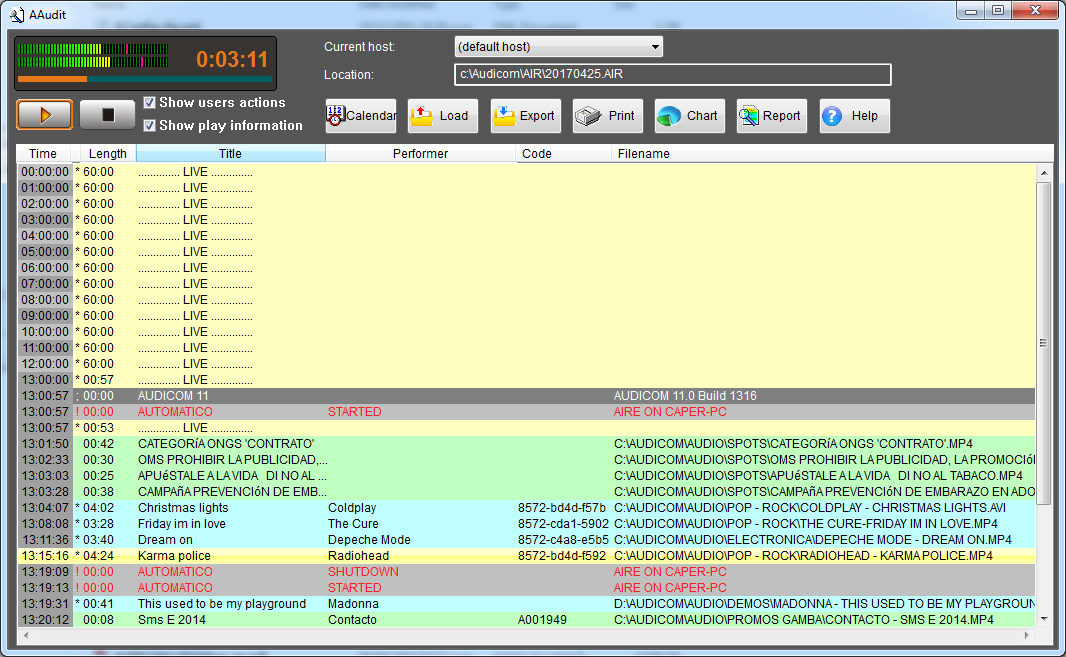 AAudit
0:03:11
Current host: (default host)
Location: c:\Audicom\AIR\20170425.AIR
Show users actions
Show play information
Calendar Load Export Print Chart Report Help
Time Length Title Performer Code Filename
00:00:00 * 60:00 ............. LIVE .............
01:00:00 * 60:00 ............. LIVE .............
02:00:00 * 60:00 ............. LIVE .............
03:00:00 * 60:00 ............. LIVE .............
04:00:00 * 60:00 ............. LIVE .............
05:00:00 * 60:00 ............. LIVE .............
06:00:00 * 60:00 ............. LIVE .............
07:00:00 * 60:00 ............. LIVE .............
08:00:00 * 60:00 ............. LIVE .............
09:00:00 * 60:00 ............. LIVE .............
10:00:00 * 60:00 ............. LIVE .............
11:00:00 * 60:00 ............. LIVE .............
12:00:00 * 60:00 ............. LIVE .............
13:00:00 * 00:57 ............. LIVE .............
13:00:57 ; 00:00 AUDICOM 11 AUDICOM 11.0 Build 1316
13:00:57 ! 00:00 AUTOMATICO STARTED AIRE ON CAPER-PC
13:00:57 * 00:53 ............. LIVE .............
13:01:50 00:42 CATEGORíA ONGS 'CONTRATO' C:\AUDICOM\AUDIO\SPOTS\CATEGORíA ONGS 'CONTRATO'.MP4
13:02:33 00:30 OMS PROHIBIR LA PUBLICIDAD,... C:\AUDICOM\AUDIO\SPOTS\OMS PROHIBIR LA PUBLICIDAD, LA PROMOCIó
13:03:03 00:25 APUéSTALE A LA VIDA DI NO AL ... C:\AUDICOM\AUDIO\SPOTS\APUéSTALE A LA VIDA DI NO AL TABACO.MP4
13:03:28 00:38 CAMPAñA PREVENCIóN DE EMB... C:\AUDICOM\AUDIO\SPOTS\CAMPAñA PREVENCIóN DE EMBARAZO EN ADO
13:04:07 * 04:02 Christmas lights Coldplay 8572-bd4d-f57b C:\AUDICOM\AUDIO\POP - ROCK\COLDPLAY - CHRISTMAS LIGHTS.AVI
13:08:08 * 03:28 Friday im in love The Cure 8572-cda1-5902 C:\AUDICOM\AUDIO\POP - ROCK\THE CURE-FRIDAY IM IN LOVE.MP4
13:11:36 * 03:40 Dream on Depeche Mode 8572-c4a8-e5b5 C:\AUDICOM\AUDIO\ELECTRONICA\DEPECHE MODE - DREAM ON.MP4
13:15:16 * 04:24 Karma police Radiohead 8572-bd4d-f592 C:\AUDICOM\AUDIO\POP - ROCK\RADIOHEAD - KARMA POLICE.MP4
13:19:09 ! 00:00 AUTOMATICO SHUTDOWN AIRE ON CAPER-PC
13:19:13 ! 00:00 AUTOMATICO STARTED AIRE ON CAPER-PC
13:19:31 * 00:41 This used to be my playground Madonna D:\AUDICOM\AUDIO\DEMOS\MADONNA - THIS USED TO BE MY PLAYGROUN
13:20:12 00:08 Sms E 2014 Contacto A001949 C:\AUDICOM\AUDIO\PROMOS GAMBA\CONTACTO - SMS E 2014.MP4